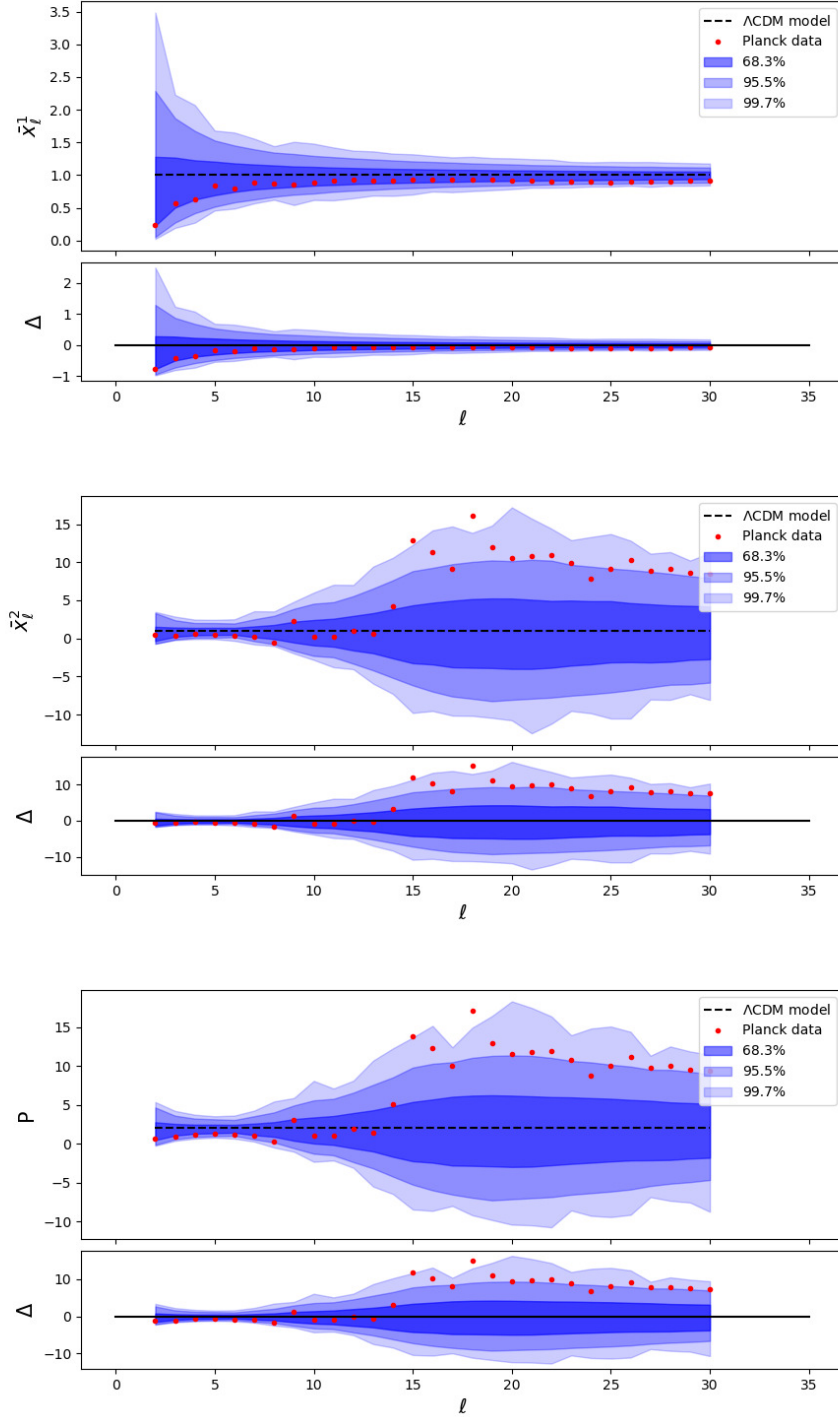 3.5
3.0
2.5
2.0
1.5
1.0
0.5
0.0
x̄¹ℓ
ΛCDM model
Planck data
68.3%
95.5%
99.7%
2
1
0
−1
Δ
0 5 10 15 20 25 30 35
ℓ
15
10
5
0
−5
−10
x̄²ℓ
ΛCDM model
Planck data
68.3%
95.5%
99.7%
10
0
−10
Δ
0 5 10 15 20 25 30 35
ℓ
15
10
5
0
−5
−10
P
ΛCDM model
Planck data
68.3%
95.5%
99.7%
10
0
−10
Δ
0 5 10 15 20 25 30 35
ℓ